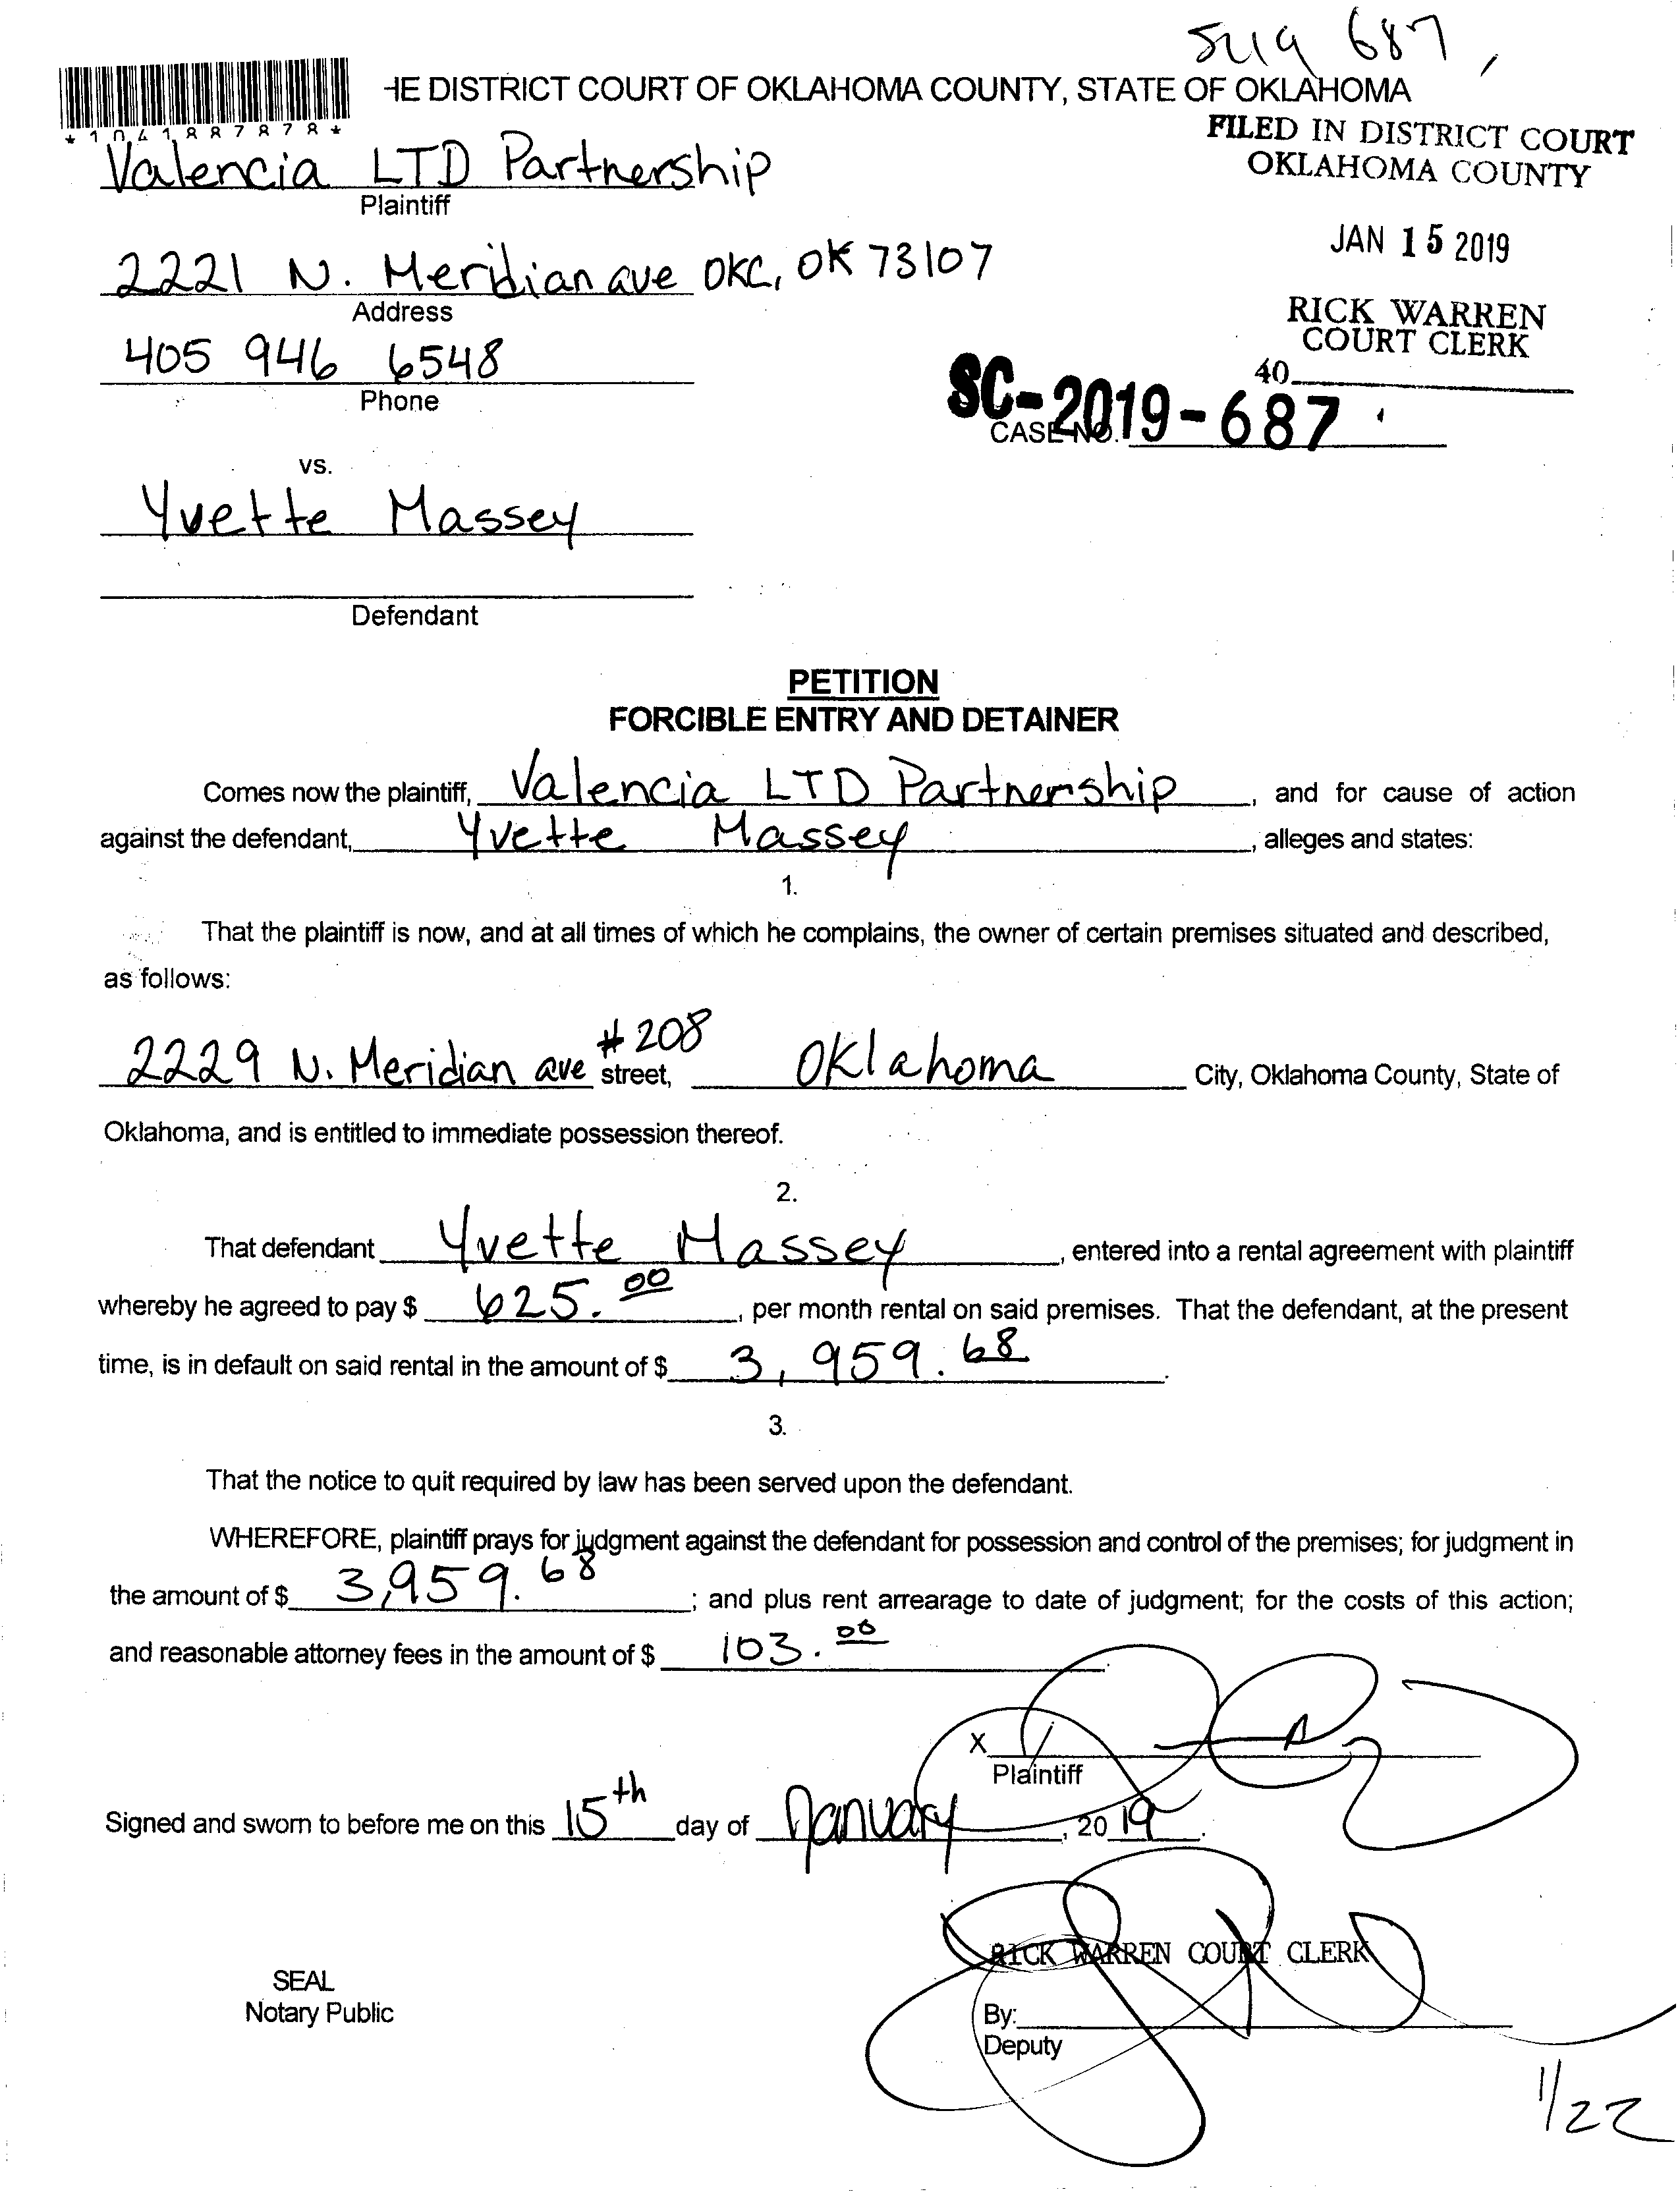 687,
HE DISTRICT COURT OF OKLAHOMA COUNTY, STATE OF OKLAHOMA
*1041887878*
FILED IN DISTRICT COURT
OKLAHOMA COUNTY
Valencia LTD Partnership
Plaintiff
JAN 15 2019
2221 N. Meridian ave OKC, OK 73107
Address
RICK WARREN
COURT CLERK
405 946 6548
Phone
40
SC-2019-687
CASE NO.
vs.
Yvette Massey
Defendant
PETITION
FORCIBLE ENTRY AND DETAINER
Comes now the plaintiff, Valencia LTD Partnership, and for cause of action
against the defendant, Yvette Massey, alleges and states:
1.
That the plaintiff is now, and at all times of which he complains, the owner of certain premises situated and described,
as follows:
2229 N. Meridian ave #208 street, Oklahoma City, Oklahoma County, State of
Oklahoma, and is entitled to immediate possession thereof.
2.
That defendant Yvette Massey, entered into a rental agreement with plaintiff
whereby he agreed to pay $ 625.00, per month rental on said premises. That the defendant, at the present
time, is in default on said rental in the amount of $ 3,959.68.
3.
That the notice to quit required by law has been served upon the defendant.
WHEREFORE, plaintiff prays for judgment against the defendant for possession and control of the premises; for judgment in
the amount of $ 3,959.68; and plus rent arrearage to date of judgment; for the costs of this action;
and reasonable attorney fees in the amount of $ 103.00.
X
Plaintiff
Signed and sworn to before me on this 15th day of January, 2019.
RICK WARREN COURT CLERK
SEAL
Notary Public
By:
Deputy
1/22